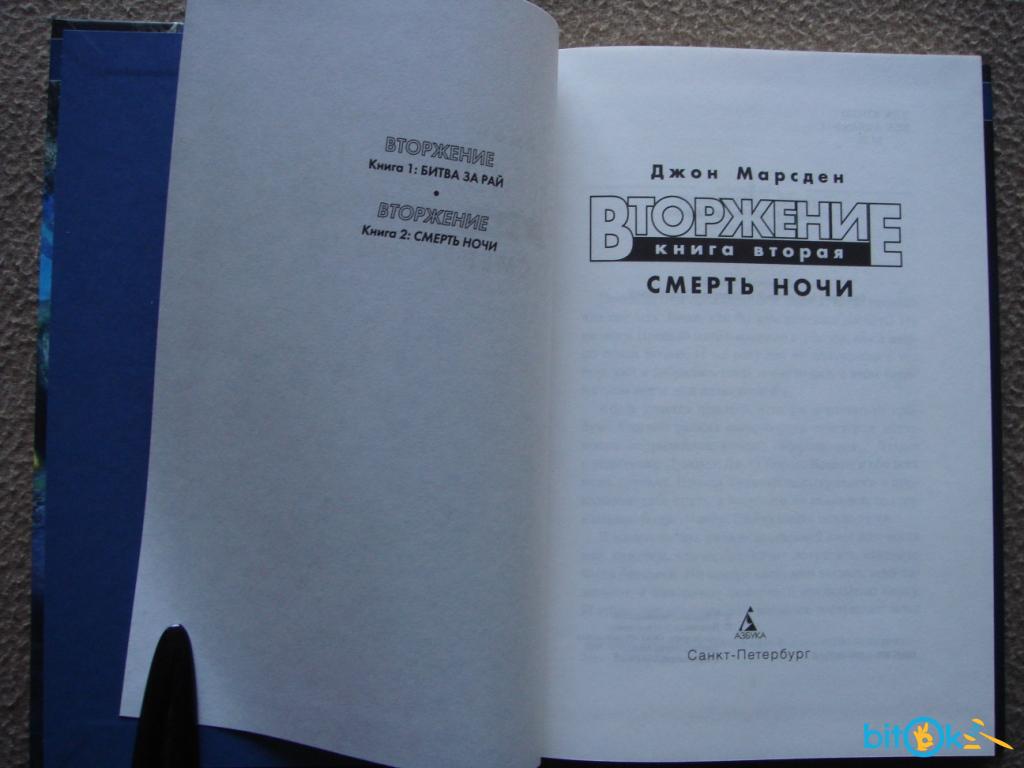 ВТОРЖЕНИЕ
Книга 1: БИТВА ЗА РАЙ
•
ВТОРЖЕНИЕ
Книга 2: СМЕРТЬ НОЧИ
Джон Марсден
ВТОРЖЕНИЕ
книга вторая
СМЕРТЬ НОЧИ
АЗБУКА
Санкт-Петербург
bitOk